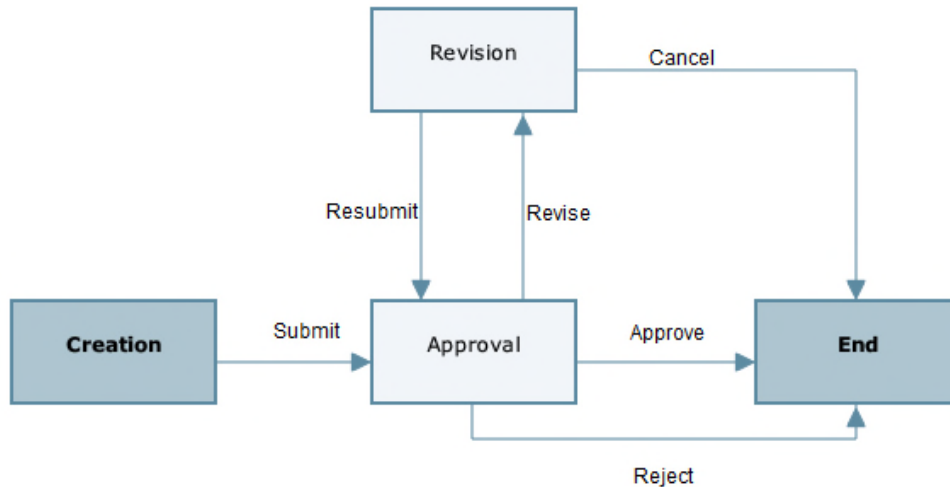 Revision
Cancel
Resubmit
Revise
Creation
Submit
Approval
Approve
End
Reject